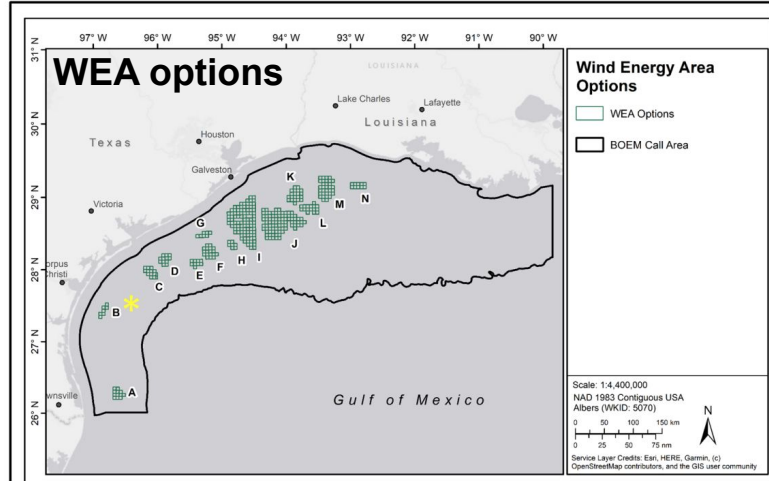 97° W 96° W 95° W 94° W 93° W 92° W 91° W 90° W
WEA options
31° N
30° N
29° N
28° N
27° N
26° N
LOUISIANA
Lake Charles
Lafayette
Louisiana
Texas
Houston
Galveston
Victoria
orpus
Christi
wnsville
K
M
N
G
L
J
I
H
F
E
D
C
B
A
Gulf of Mexico
Wind Energy Area
Options
WEA Options
BOEM Call Area
Scale: 1:4,400,000
NAD 1983 Contiguous USA
Albers (WKID: 5070)
N
0 50 100 150 km
0 25 50 75 nm
Service Layer Credits: Esri, HERE, Garmin, (c)
OpenStreetMap contributors, and the GIS user community